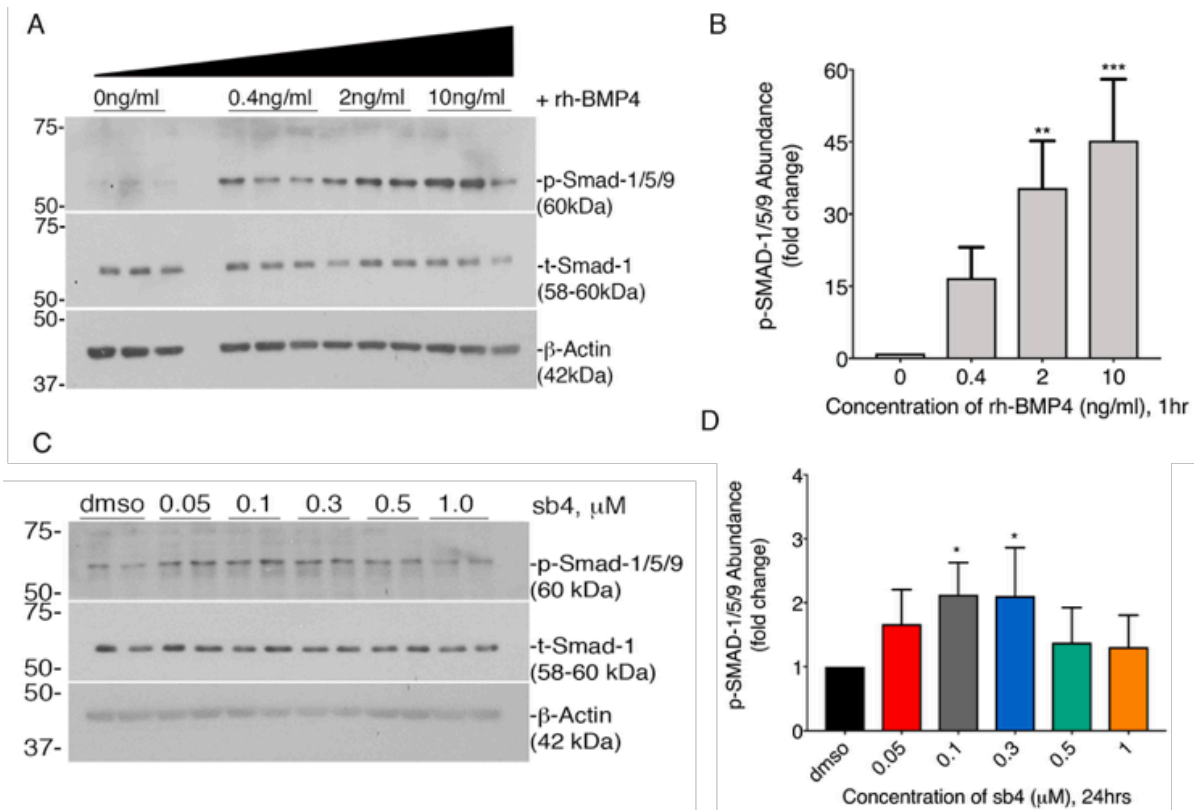 A
0ng/ml 0.4ng/ml 2ng/ml 10ng/ml + rh-BMP4
75-
-p-Smad-1/5/9
50-
(60kDa)
75-
-t-Smad-1
(58-60kDa)
50-
50-
-β-Actin
(42kDa)
37-
B
p-SMAD-1/5/9 Abundance
(fold change)
60
45
30
15
0
**
***
0 0.4 2 10
Concentration of rh-BMP4 (ng/ml), 1hr
C
dmso 0.05 0.1 0.3 0.5 1.0 sb4, μM
75-
-p-Smad-1/5/9
50-
(60 kDa)
75-
-t-Smad-1
50-
(58-60 kDa)
50-
-β-Actin
(42 kDa)
37-
D
p-SMAD-1/5/9 Abundance
(fold change)
4
3
2
1
0
* *
dmso 0.05 0.1 0.3 0.5 1
Concentration of sb4 (μM), 24hrs